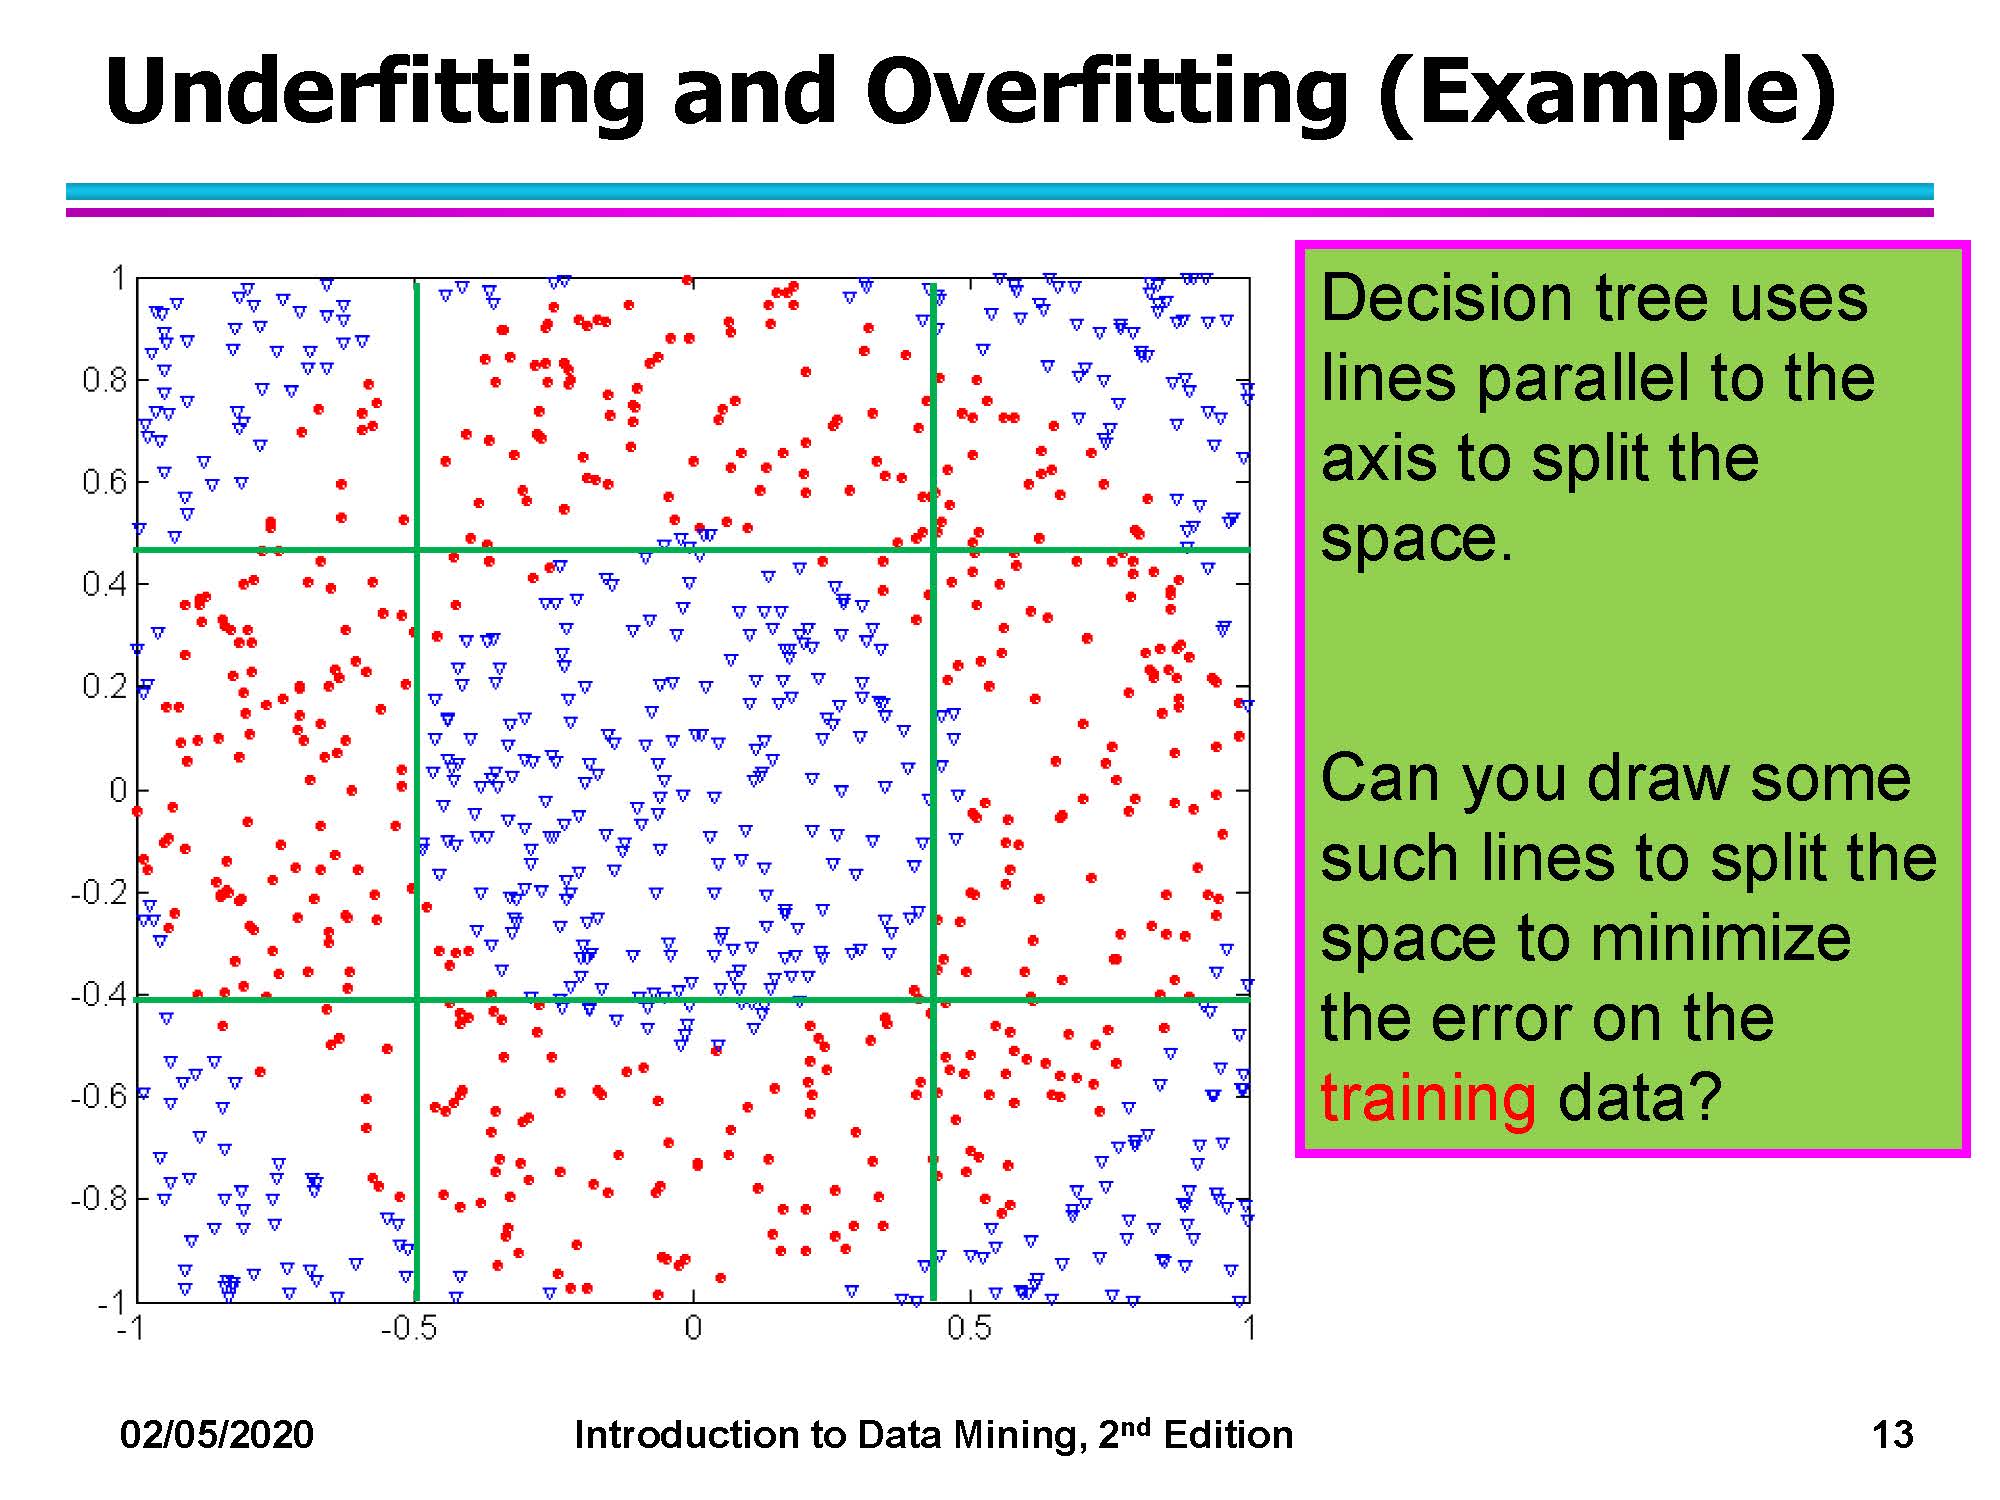 Underfitting and Overfitting (Example)
1
0.8
0.6
0.4
0.2
0
-0.2
-0.4
-0.6
-0.8
-1
-1
-0.5
0
0.5
1
Decision tree uses
lines parallel to the
axis to split the
space.
Can you draw some
such lines to split the
space to minimize
the error on the
training data?
02/05/2020
Introduction to Data Mining, 2nd Edition
13